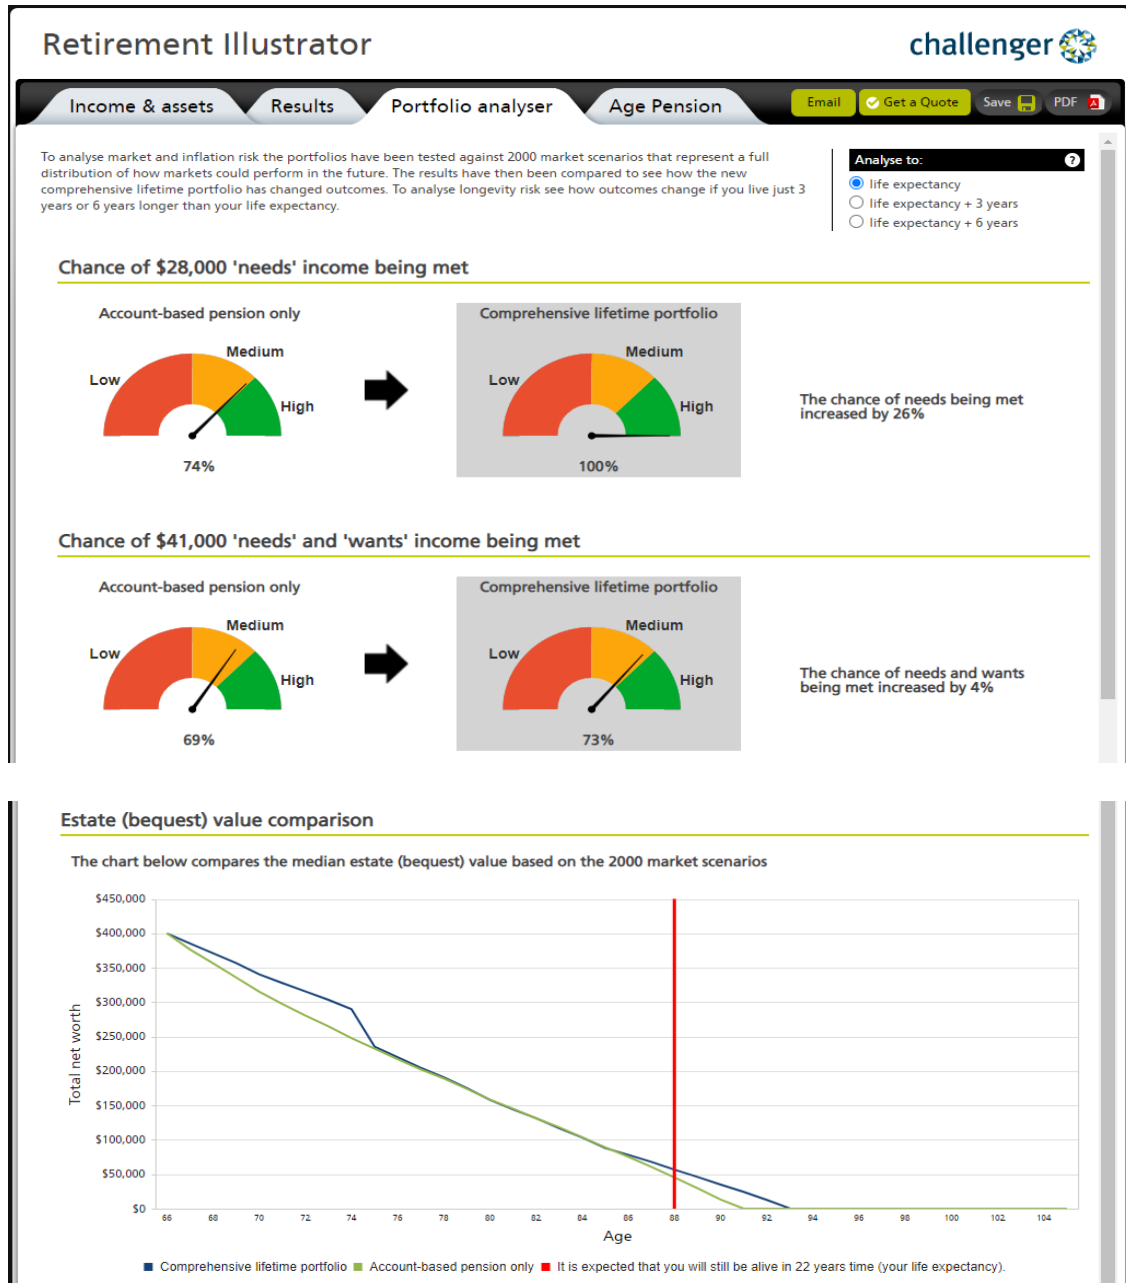 Retirement Illustrator
challenger
Income & assets
Results
Portfolio analyser
Age Pension
Email
Get a Quote
Save
PDF
To analyse market and inflation risk the portfolios have been tested against 2000 market scenarios that represent a full
distribution of how markets could perform in the future. The results have then been compared to see how the new
comprehensive lifetime portfolio has changed outcomes. To analyse longevity risk see how outcomes change if you live just 3
years or 6 years longer than your life expectancy.
Analyse to:
?
life expectancy
life expectancy + 3 years
life expectancy + 6 years
Chance of $28,000 'needs' income being met
Account-based pension only
Low
Medium
High
74%
Comprehensive lifetime portfolio
Low
Medium
High
100%
The chance of needs being met
increased by 26%
Chance of $41,000 'needs' and 'wants' income being met
Account-based pension only
Low
Medium
High
69%
Comprehensive lifetime portfolio
Low
Medium
High
73%
The chance of needs and wants
being met increased by 4%
Estate (bequest) value comparison
The chart below compares the median estate (bequest) value based on the 2000 market scenarios
Total net worth
$450,000
$400,000
$350,000
$300,000
$250,000
$200,000
$150,000
$100,000
$50,000
$0
66 68 70 72 74 76 78 80 82 84 86 88 90 92 94 96 98 100 102 104
Age
Comprehensive lifetime portfolio Account-based pension only It is expected that you will still be alive in 22 years time (your life expectancy).